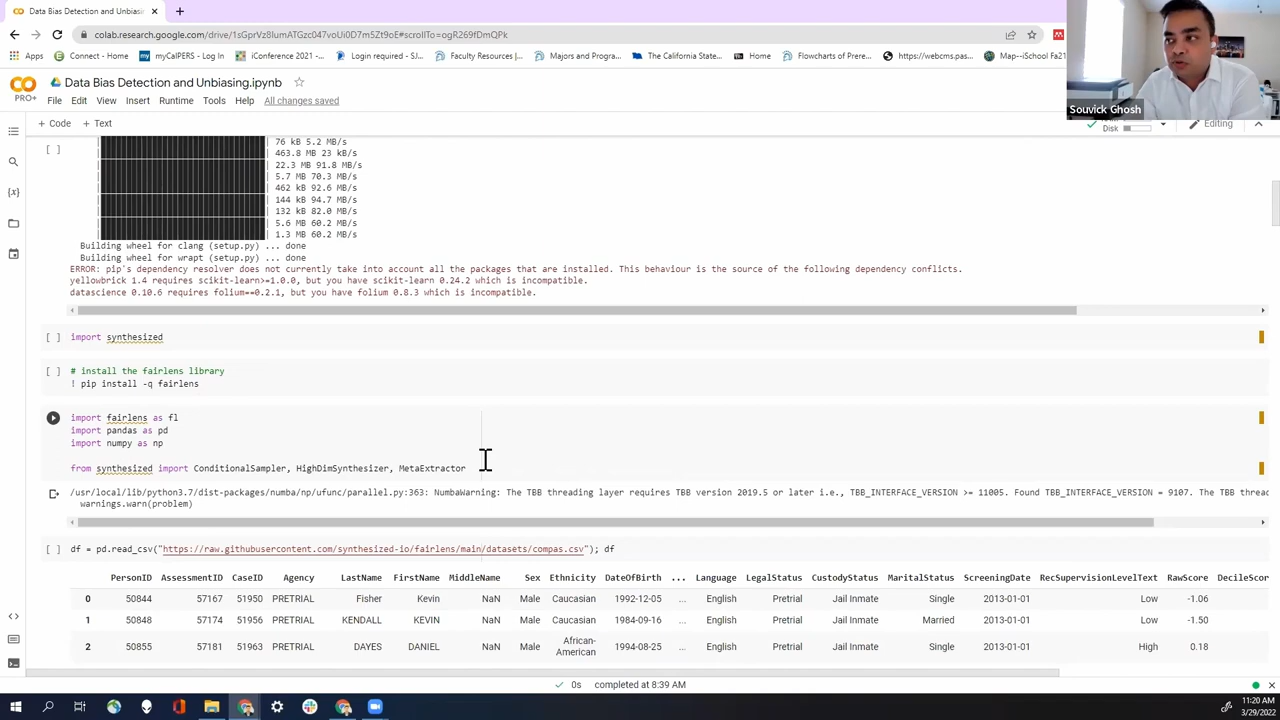 Data Bias Detection and Unbiasing
colab.research.google.com/drive/1sGprVz8IumATGzc047voUi0D7m5Zt9oE#scrollTo=ogR269fDmQPk
Apps
Connect - Home
myCalPERS - Log In
iConference 2021 -...
Login required - SJ...
Faculty Resources |...
Majors and Progra...
The California State...
Home
Flowcharts of Prere...
https://webcms.pas...
Map--iSchool Fa21
Souvick Ghosh
CO
PRO+
Data Bias Detection and Unbiasing.ipynb
File Edit View Insert Runtime Tools Help All changes saved
+ Code + Text
Disk
Editing
[ ]
76 kB 5.2 MB/s
463.8 MB 23 kB/s
22.3 MB 91.8 MB/s
5.7 MB 70.3 MB/s
462 kB 92.6 MB/s
144 kB 94.7 MB/s
132 kB 82.0 MB/s
5.6 MB 60.2 MB/s
1.3 MB 60.2 MB/s
Building wheel for clang (setup.py) ... done
Building wheel for wrapt (setup.py) ... done
ERROR: pip's dependency resolver does not currently take into account all the packages that are installed. This behaviour is the source of the following dependency conflicts.
yellowbrick 1.4 requires scikit-learn>=1.0.0, but you have scikit-learn 0.24.2 which is incompatible.
datascience 0.10.6 requires folium==0.2.1, but you have folium 0.8.3 which is incompatible.
[ ] import synthesized
[ ] # install the fairlens library
! pip install -q fairlens
import fairlens as fl
import pandas as pd
import numpy as np
from synthesized import ConditionalSampler, HighDimSynthesizer, MetaExtractor
/usr/local/lib/python3.7/dist-packages/numba/np/ufunc/parallel.py:363: NumbaWarning: The TBB threading layer requires TBB version 2019.5 or later i.e., TBB_INTERFACE_VERSION >= 11005. Found TBB_INTERFACE_VERSION = 9107. The TBB
warnings.warn(problem)
[ ] df = pd.read_csv("https://raw.githubusercontent.com/synthesized-io/fairlens/main/datasets/compas.csv"); df
PersonID AssessmentID CaseID Agency LastName FirstName MiddleName Sex Ethnicity DateOfBirth ... Language LegalStatus CustodyStatus MaritalStatus ScreeningDate RecSupervisionLevelText RawScore DecileScor
0 50844 57167 51950 PRETRIAL Fisher Kevin NaN Male Caucasian 1992-12-05 ... English Pretrial Jail Inmate Single 2013-01-01 Low -1.06
1 50848 57174 51956 PRETRIAL KENDALL KEVIN NaN Male Caucasian 1984-09-16 ... English Pretrial Jail Inmate Married 2013-01-01 Low -1.50
2 50855 57181 51963 PRETRIAL DAYES DANIEL NaN Male African-American 1994-08-25 ... English Pretrial Jail Inmate Single 2013-01-01 High 0.18
0s completed at 8:39 AM
11:20 AM
3/29/2022